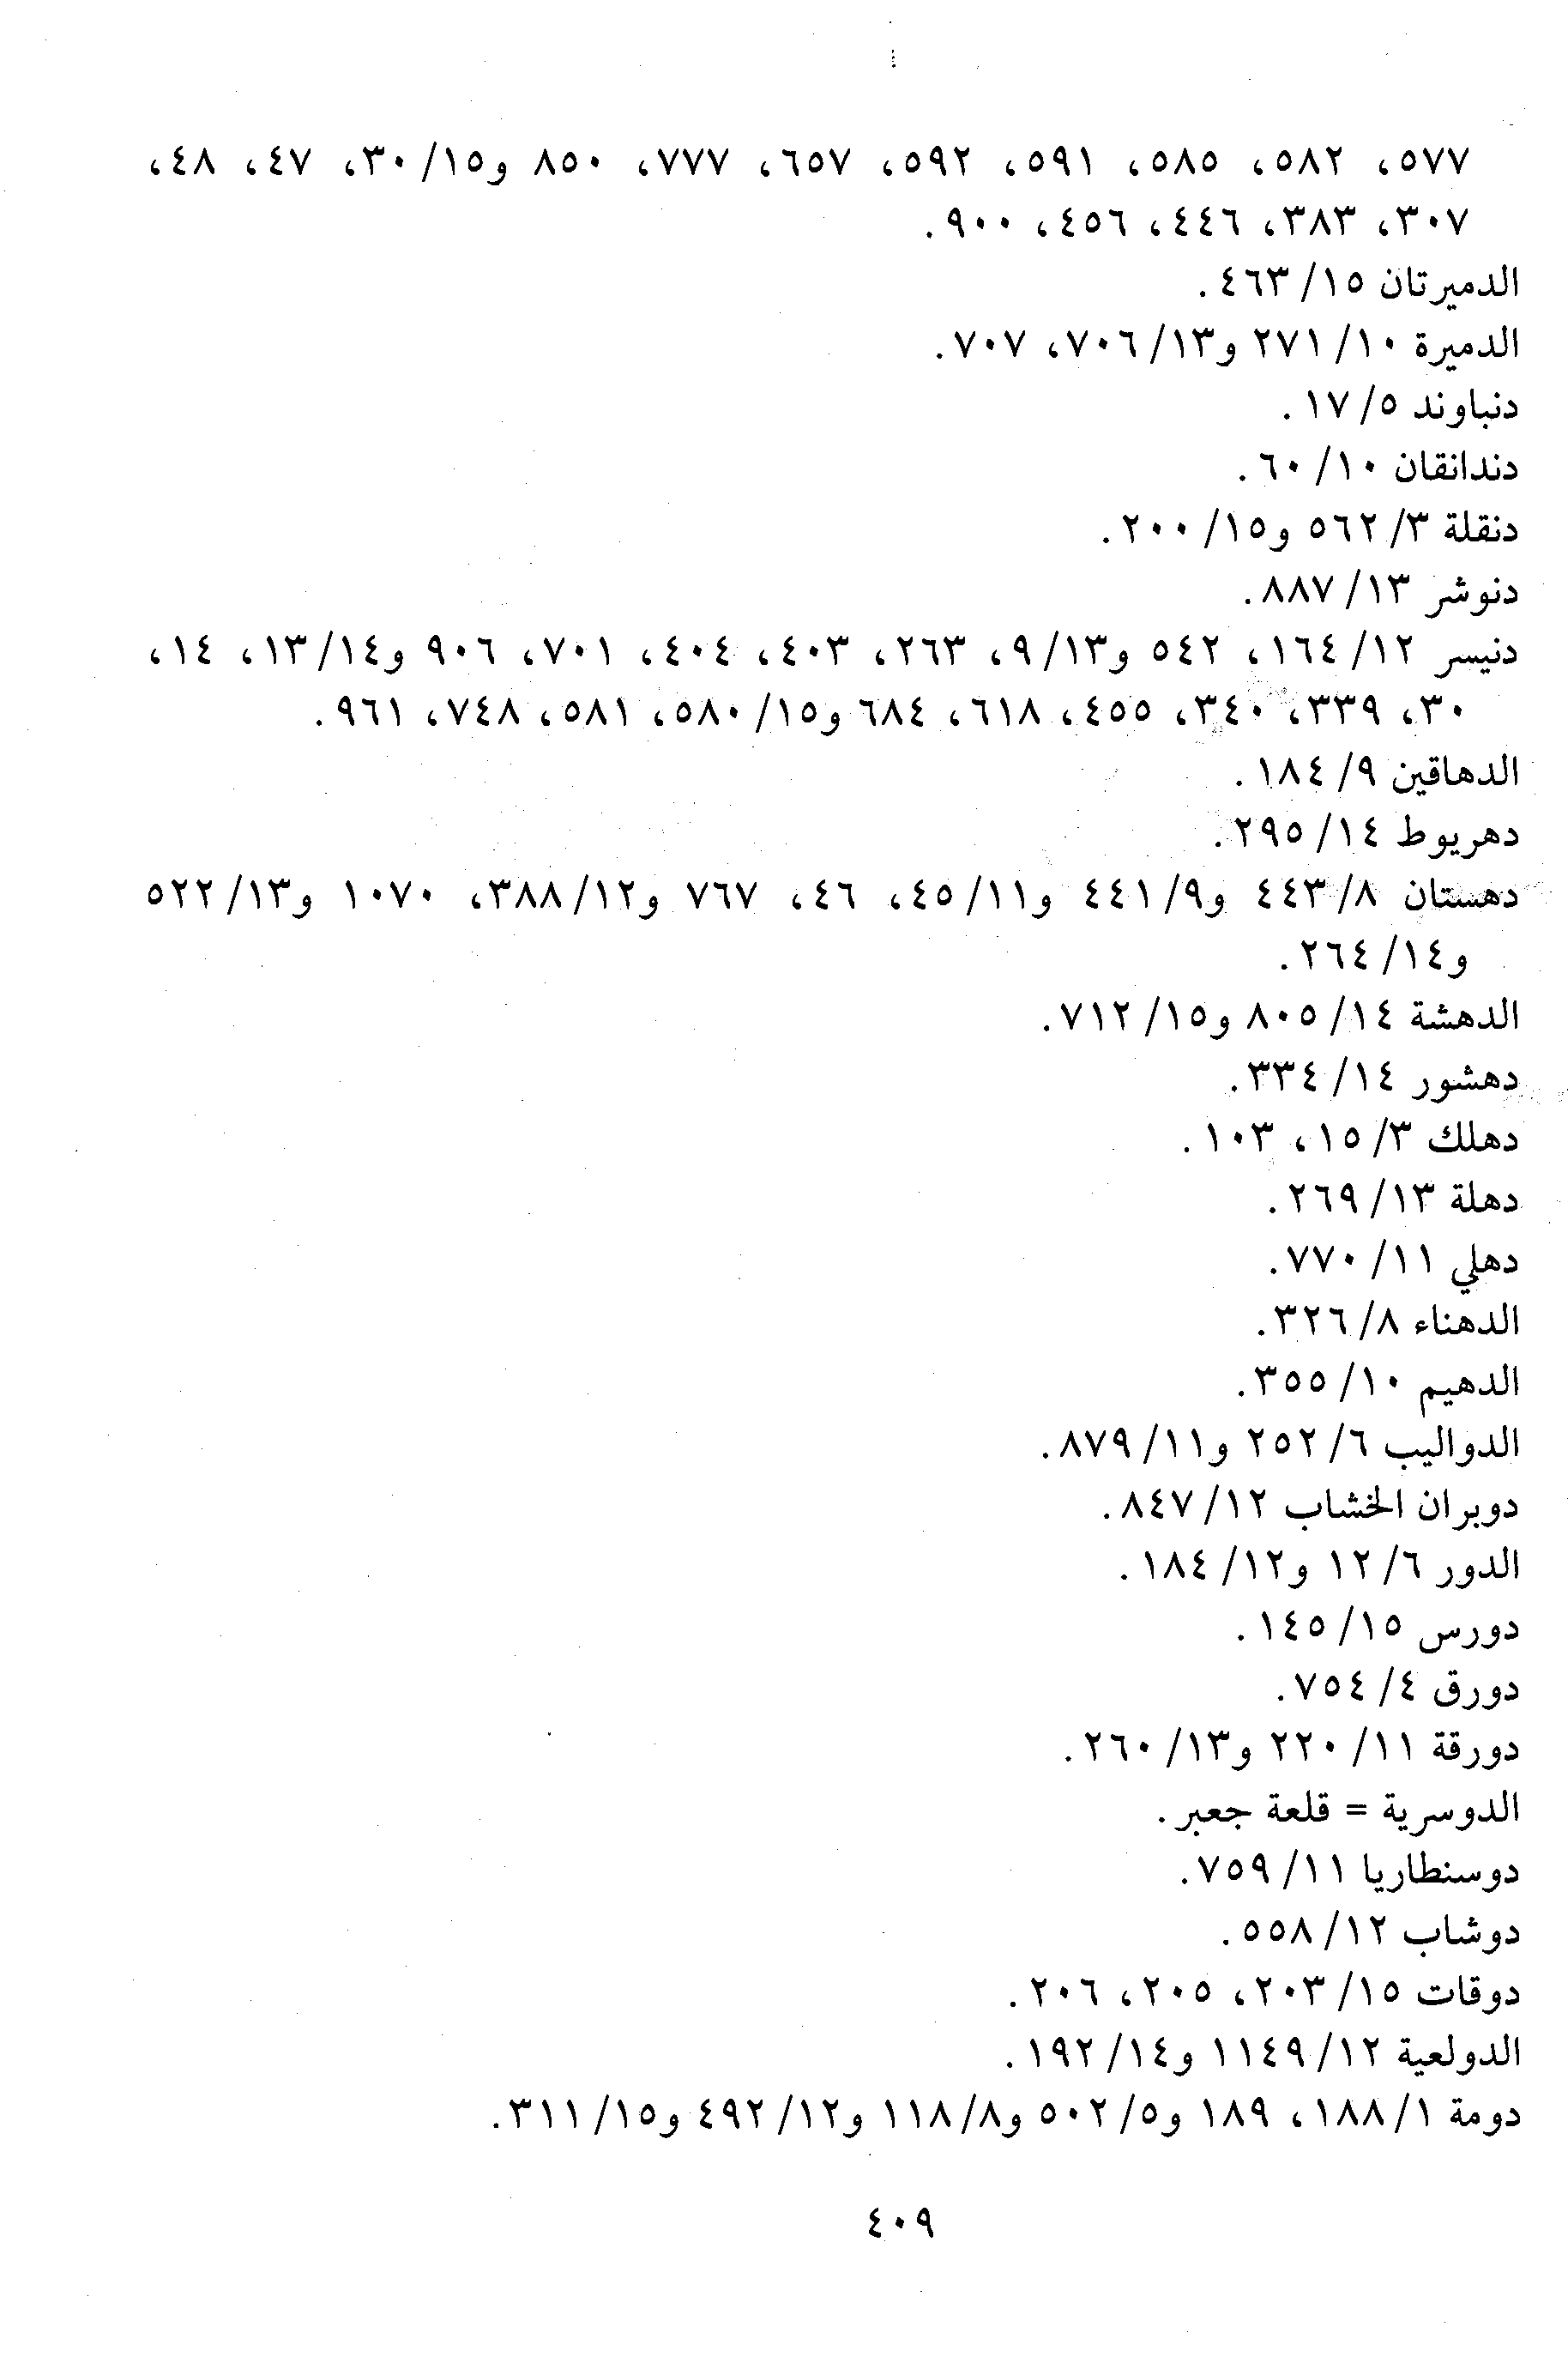 ٥٧٧، ٥٨٢، ٥٨٥، ٥٩١، ٥٩٢، ٦٥٧، ٧٧٧، ٨٥٠ و١٥/ ٣٠، ٤٧، ٤٨،
٣٠٧، ٣٨٣، ٤٤٦، ٤٥٦، ٩٠٠.
الدميرتان ١٥/ ٤٦٣.
الدميرة ١٠/ ٢٧١ و١٣/ ٧٠٦، ٧٠٧.
دنباوند ٥/ ١٧.
دندانقان ١٠/ ٦٠.
دنقلة ٣/ ٥٦٢ و١٥/ ٢٠٠.
دنوشر ١٣/ ٨٨٧.
دنيسر ١٢/ ١٦٤، ٥٤٢ و١٣/ ٩، ٢٦٣، ٤٠٣، ٤٠٤، ٧٠١، ٩٠٦ و١٤/ ١٣، ١٤،
٣٠، ٣٣٩، ٣٤٠، ٤٥٥، ٦١٨، ٦٨٤ و١٥/ ٥٨٠، ٥٨١، ٧٤٨، ٩٦١.
الدهاقين ٩/ ١٨٤.
دهريوط ١٤/ ٢٩٥.
دهستان ٨/ ٤٤٣ و٩/ ٤٤١ و١١/ ٤٥، ٤٦، ٧٦٧ و١٢/ ٣٨٨، ١٠٧٠ و١٣/ ٥٢٢
و١٤/ ٢٦٤.
الدهشة ١٤/ ٨٠٥ و١٥/ ٧١٢.
دهشور ١٤/ ٣٣٤.
دهلك ٣/ ١٥، ١٠٣.
دهلة ١٣/ ٢٦٩.
دهلي ١١/ ٧٧٠.
الدهناء ٨/ ٣٢٦.
الدهيم ١٠/ ٣٥٥.
الدواليب ٦/ ٢٥٢ و١١/ ٨٧٩.
دوبران الخشاب ١٢/ ٨٤٧.
الدور ٦/ ١٢ و١٢/ ١٨٤.
دورس ١٥/ ١٤٥.
دورق ٤/ ٧٥٤.
دورقة ١١/ ٢٢٠ و١٣/ ٢٦٠.
الدوسرية = قلعة جعبر.
دوسنطاريا ١١/ ٧٥٩.
دوشاب ١٢/ ٥٥٨.
دوقات ١٥/ ٢٠٣، ٢٠٥، ٢٠٦.
الدولعية ١٢/ ١١٤٩ و١٤/ ١٩٢.
دومة ١/ ١٨٨، ١٨٩ و٥/ ٥٠٢ و٨/ ١١٨ و١٢/ ٤٩٢ و١٥/ ٣١١.
٤٠٩